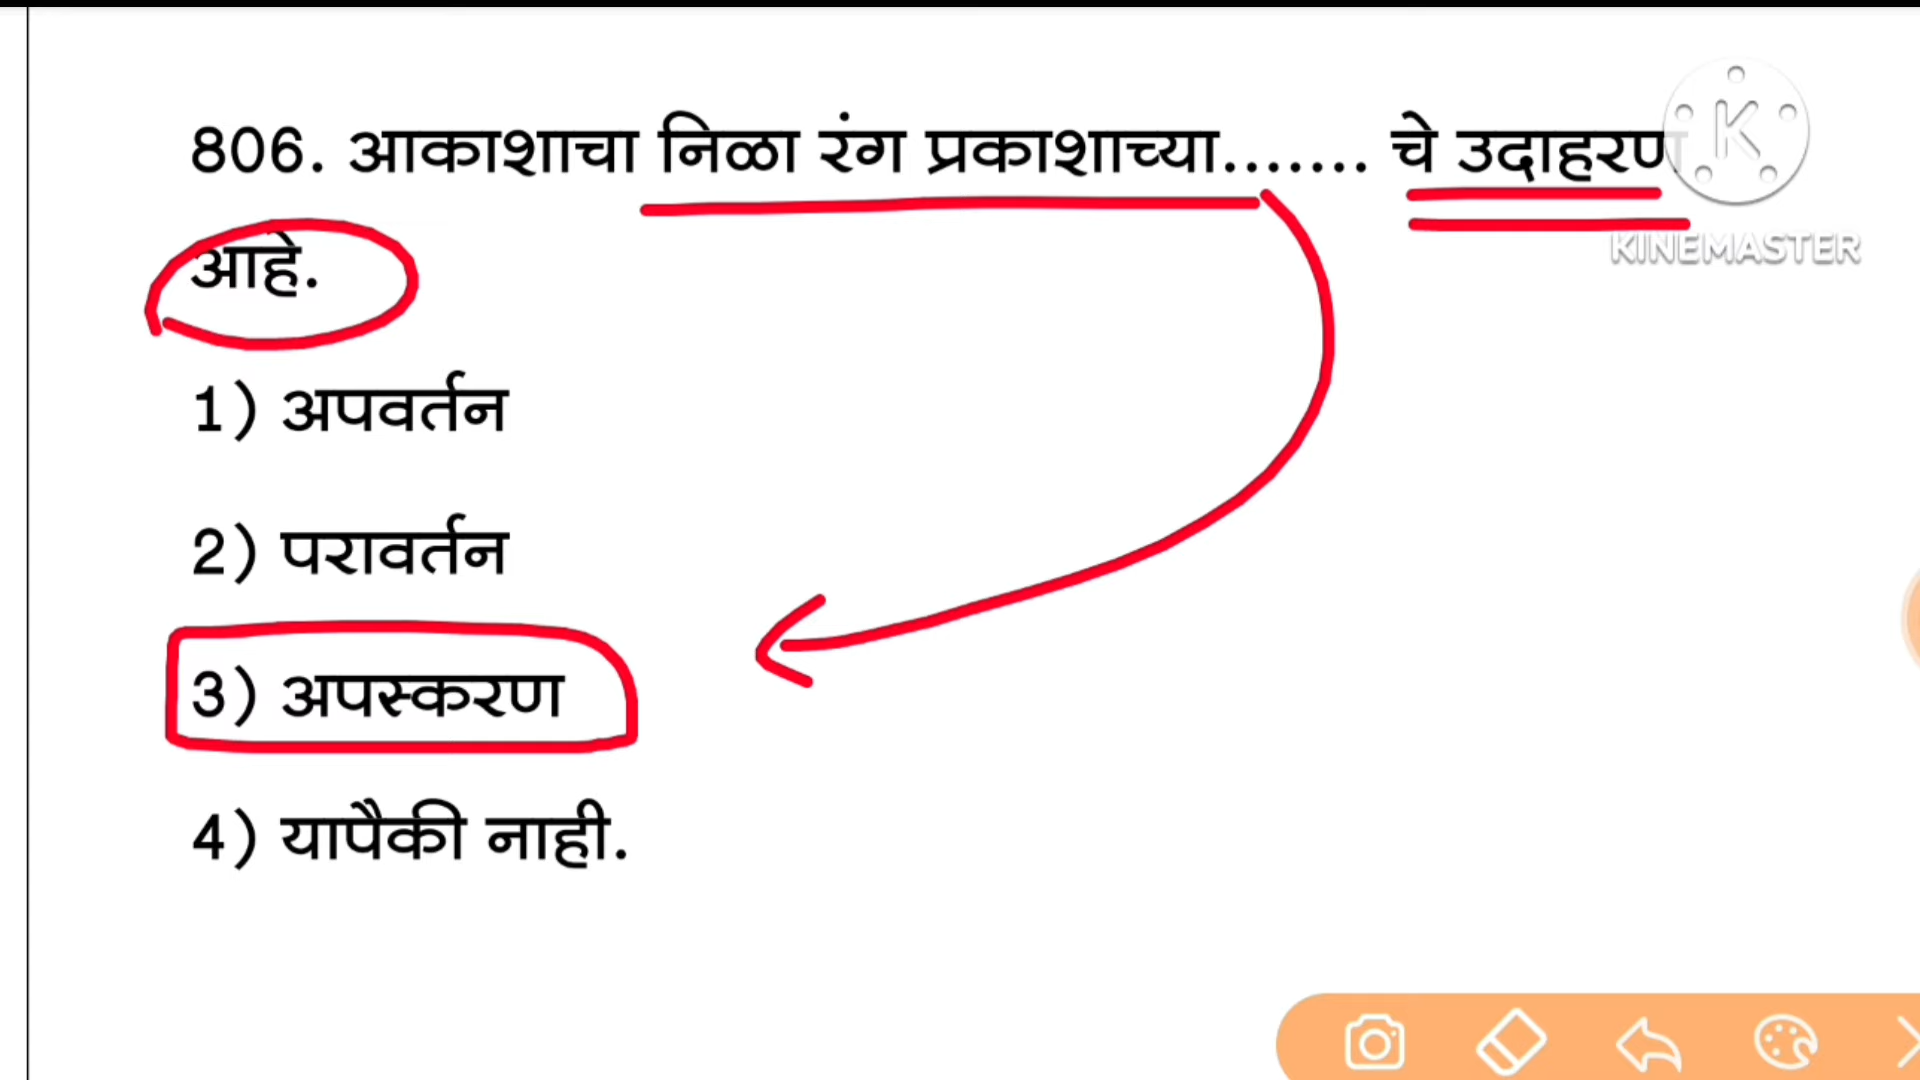 806. आकाशाचा निळा रंग प्रकाशाच्या....... चे उदाहरण
आहे.
1) अपवर्तन
2) परावर्तन
3) अपस्करण
4) यापैकी नाही.
K
KINEMASTER